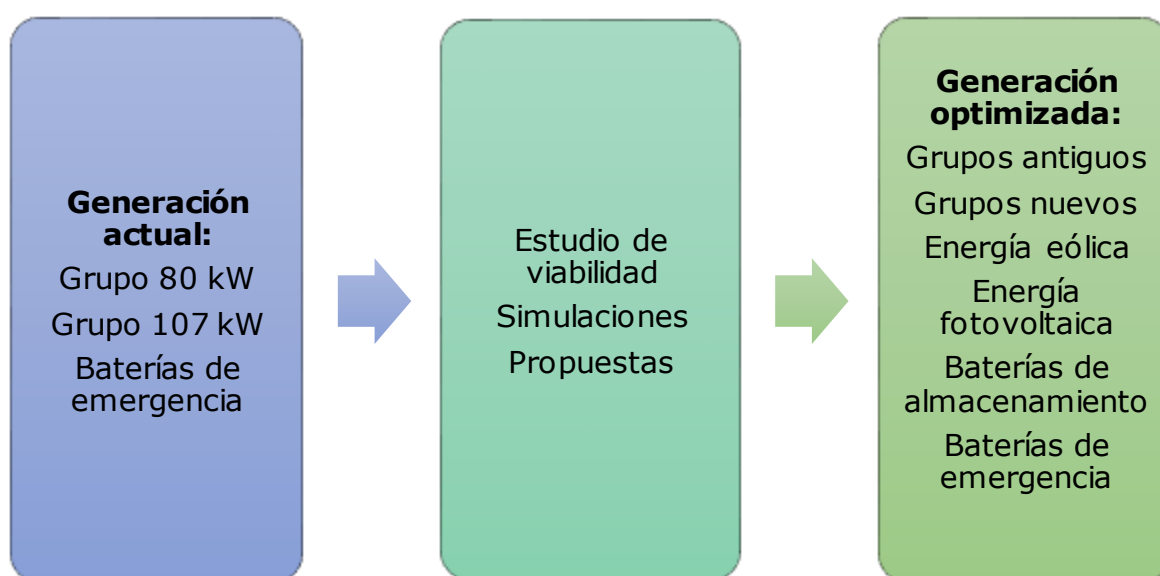 Generación
actual:
Grupo 80 kW
Grupo 107 kW
Baterías de
emergencia
Estudio de
viabilidad
Simulaciones
Propuestas
Generación
optimizada:
Grupos antiguos
Grupos nuevos
Energía eólica
Energía
fotovoltaica
Baterías de
almacenamiento
Baterías de
emergencia